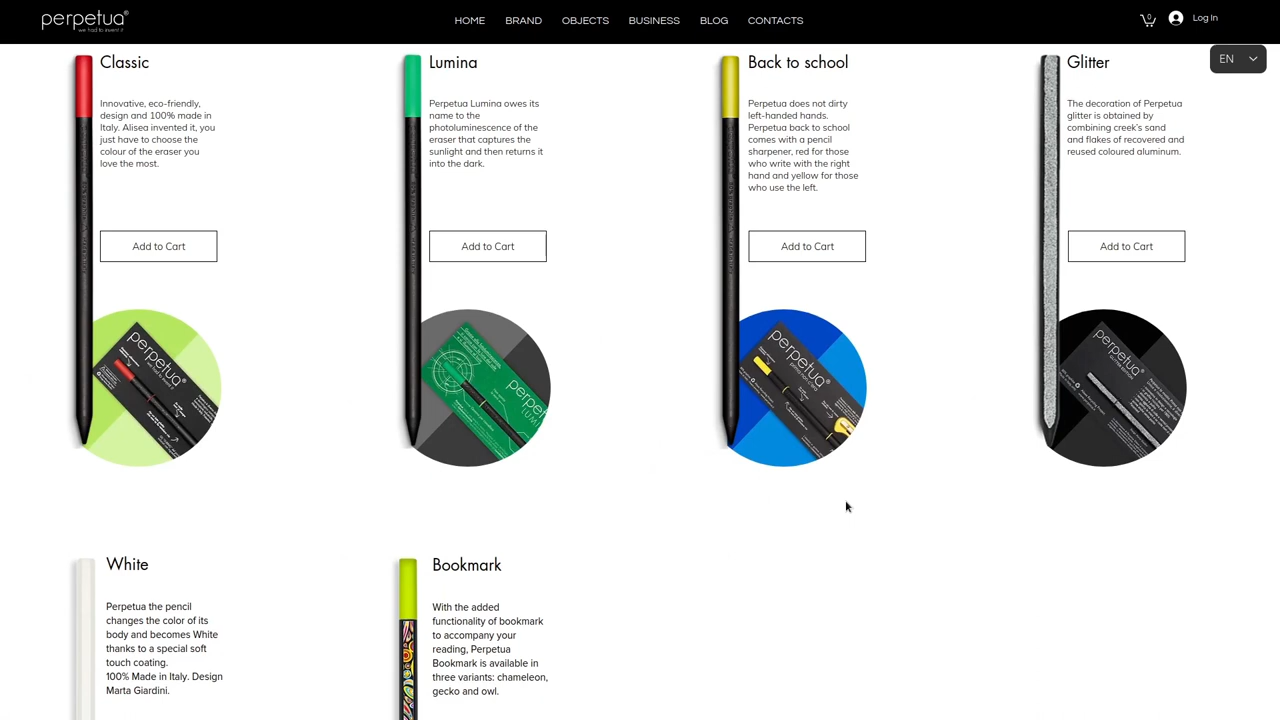 perpetua®
we had to invent it
HOME
BRAND
OBJECTS
BUSINESS
BLOG
CONTACTS
0
Log In
EN
Classic
Innovative, eco-friendly,
design and 100% made in
Italy. Alisea invented it, you
just have to choose the
colour of the eraser you
love the most.
Add to Cart
perpetua®
Lumina
Perpetua Lumina owes its
name to the
photoluminescence of the
eraser that captures the
sunlight and then returns it
into the dark.
Add to Cart
Back to school
Perpetua does not dirty
left-handed hands.
Perpetua back to school
comes with a pencil
sharpener, red for those
who write with the right
hand and yellow for those
who use the left.
Add to Cart
perpetua®
Glitter
The decoration of Perpetua
glitter is obtained by
combining creek's sand
and flakes of recovered and
reused coloured aluminum.
Add to Cart
perpetua®
White
Perpetua the pencil
changes the color of its
body and becomes White
thanks to a special soft
touch coating.
100% Made in Italy. Design
Marta Giardini.
Bookmark
With the added
functionality of bookmark
to accompany your
reading, Perpetua
Bookmark is available in
three variants: chameleon,
gecko and owl.